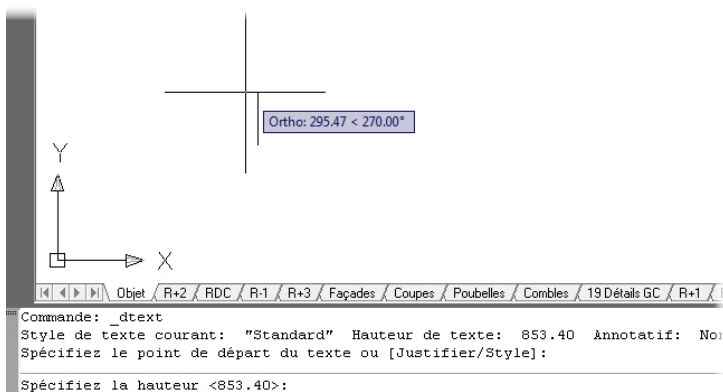 Ortho: 295.47 < 270.00°
Y
X
Objet / R+2 / RDC / R-1 / R+3 / Façades / Coupes / Poubelles / Combles / 19 Détails GC / R+1 /
Commande: _dtext
Style de texte courant: "Standard" Hauteur de texte: 853.40 Annotatif:
Spécifiez le point de départ du texte ou [Justifier/Style]:
Spécifiez la hauteur <853.40>: